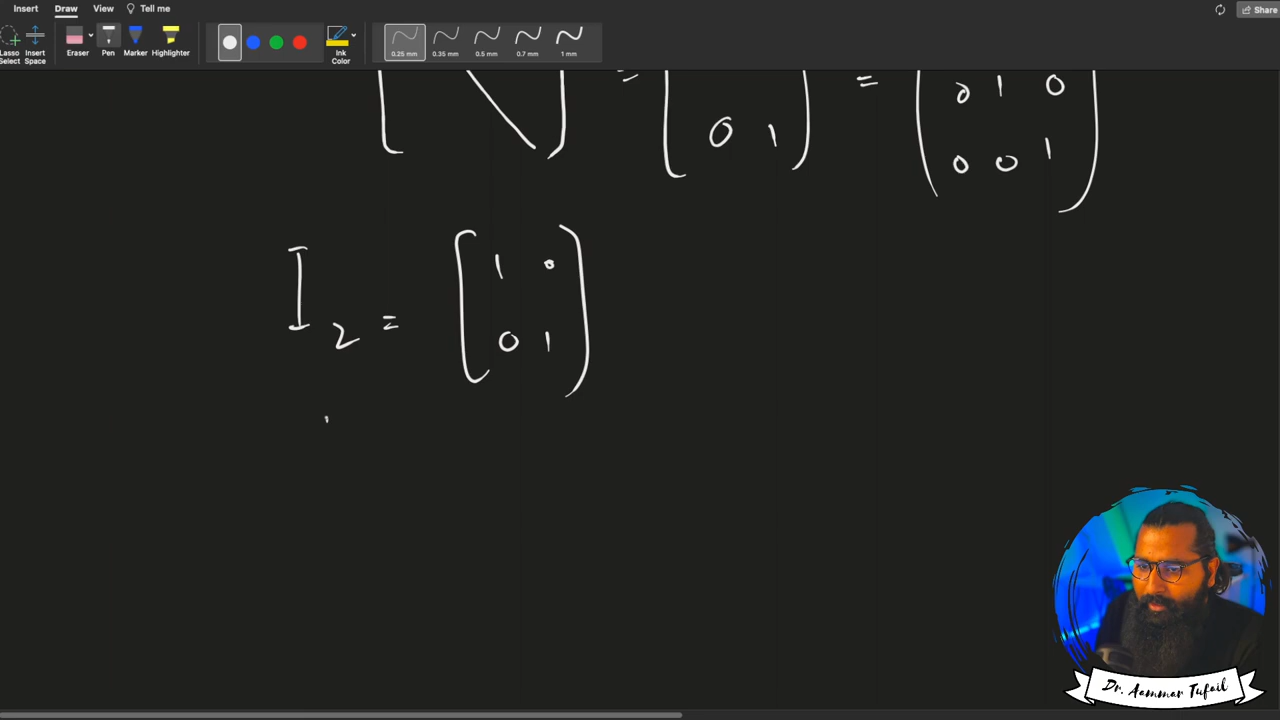 Insert Draw View Tell me Share
Lasso Select Insert Space Eraser Pen Marker Highlighter Ink Color 0.25 mm 0.35 mm 0.5 mm 0.7 mm 1 mm
= = 0 1 0
0 1
0 0 1
1 0
I 2 =
0 1
Dr. Aammar Tufail